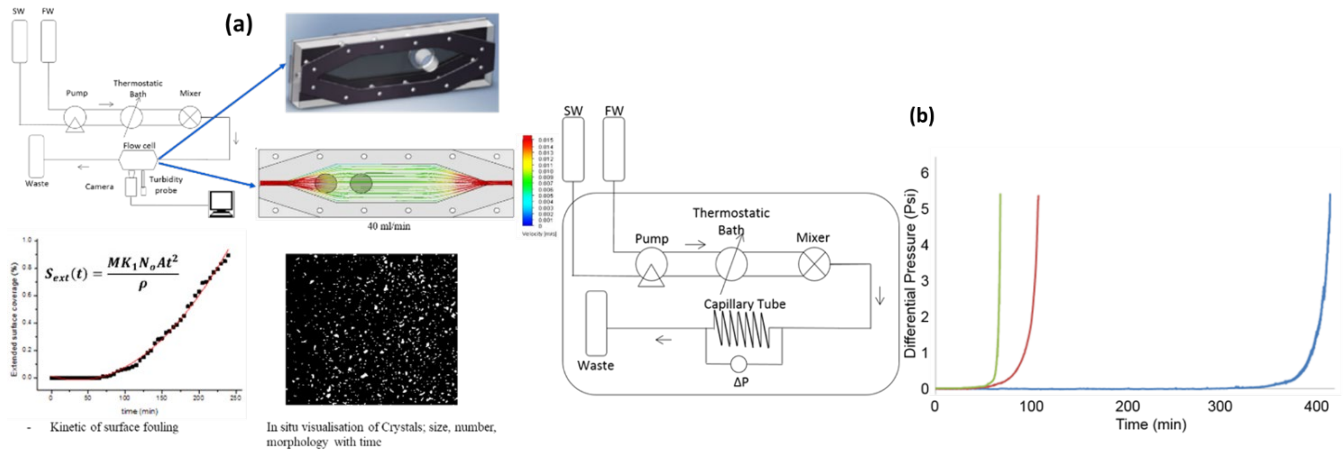 (a)
SW FW
Pump
Thermostatic
Bath
Mixer
Flow cell
Waste
Camera
Turbidity
probe
40 ml/min
0.015
0.014
0.013
0.012
0.011
0.010
0.009
0.008
0.007
0.006
0.005
0.004
0.003
0.002
0.001
0
Velocity [m/s]
Extended surface coverage (%)
1.0
0.8
0.6
0.4
0.2
0.0
S_ext(t) = MK₁NₒAt² / ρ
0 50 100 150 200 250
time (min)
- Kinetic of surface fouling
In situ visualisation of Crystals; size, number,
morphology with time
SW FW
Thermostatic
Bath
Pump
Mixer
Capillary Tube
Waste
ΔP
(b)
Differential Pressure (Psi)
6
5
4
3
2
1
0
0 100 200 300 400
Time (min)